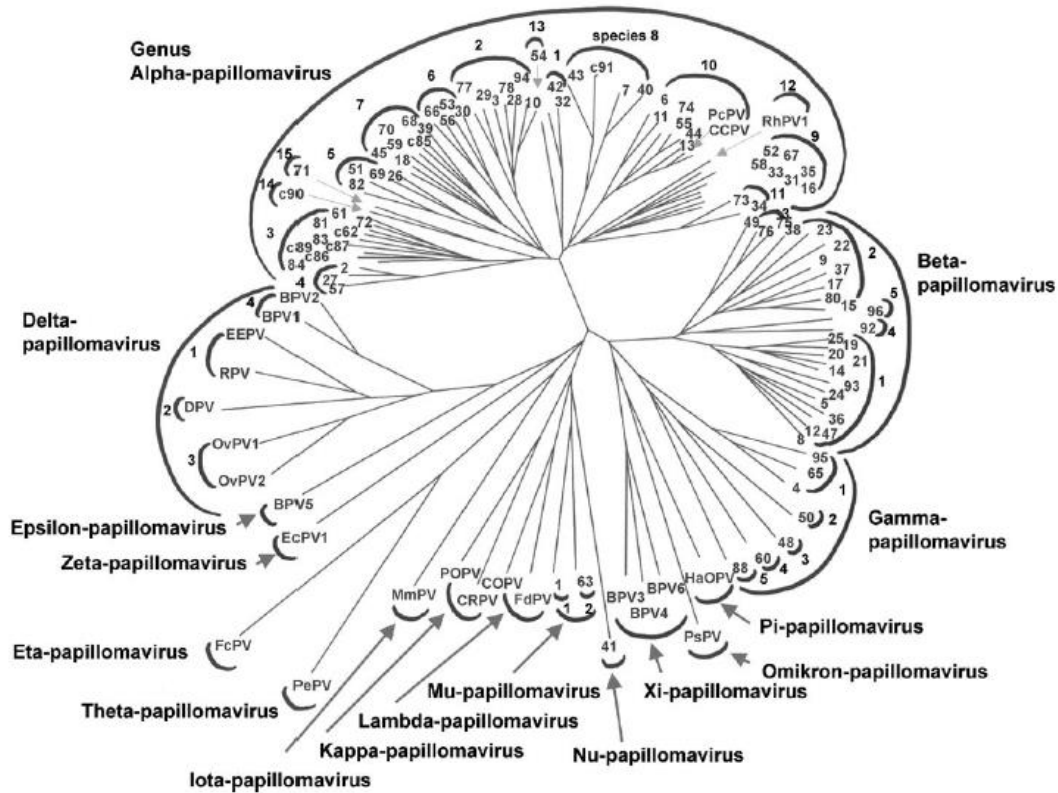 Genus
Alpha-papillomavirus
13
54
2
1
species 8
94
42
43
c91
7
40
10
6
77
78
29
3
28
10
32
6
11
74
55
44
13
PcPV
CCPV
12
RhPV1
7
53
66
30
56
68
39
c85
70
59
45
18
26
9
52
67
58
33
35
31
16
15
71
5
51
69
82
14
c90
11
73
34
3
61
81
72
83
c62
c89
c87
c86
84
4
2
27
57
3
49
75
76
38
23
22
2
9
37
17
80
15
5
96
92
4
Beta-
papillomavirus
25
19
20
21
14
93
24
5
36
12
47
8
1
Delta-
papillomavirus
4
BPV2
BPV1
1
EEPV
RPV
2
DPV
3
OvPV1
OvPV2
95
65
4
1
50
2
48
3
60
4
88
5
Gamma-
papillomavirus
BPV5
Epsilon-papillomavirus
EcPV1
Zeta-papillomavirus
FcPV
Eta-papillomavirus
PePV
Theta-papillomavirus
MmPV
Iota-papillomavirus
POPV
CRPV
Kappa-papillomavirus
COPV
FdPV
Lambda-papillomavirus
1
63
1
2
Mu-papillomavirus
41
Nu-papillomavirus
BPV3
BPV6
BPV4
Xi-papillomavirus
HaOPV
Pi-papillomavirus
PsPV
Omikron-papillomavirus